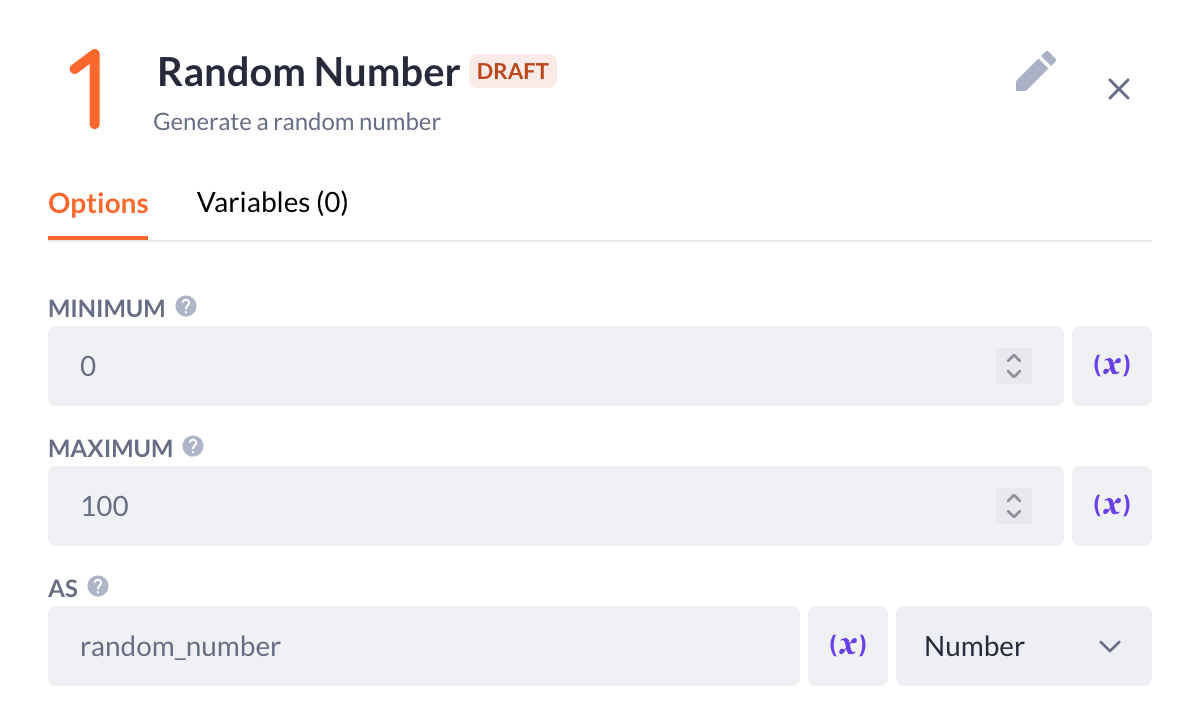 1
Random Number DRAFT
Generate a random number
Options Variables (0)
MINIMUM ?
0 (x)
MAXIMUM ?
100 (x)
AS ?
random_number (x) Number